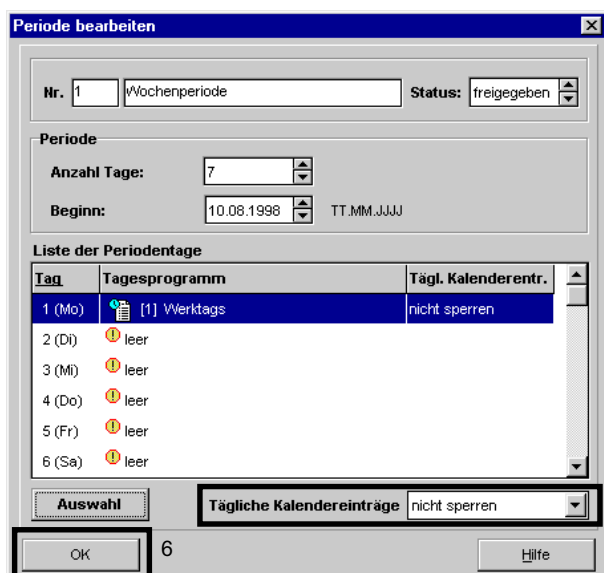 Periode bearbeiten
Nr. 1 Wochenperiode Status: freigegeben
Periode
Anzahl Tage: 7
Beginn: 10.08.1998 TT.MM.JJJJ
Liste der Periodentage
Tag Tagesprogramm Tägl. Kalenderentr.
1 (Mo) [1] Werktags nicht sperren
2 (Di) leer
3 (Mi) leer
4 (Do) leer
5 (Fr) leer
6 (Sa) leer
Auswahl Tägliche Kalendereinträge nicht sperren
OK 6 Hilfe